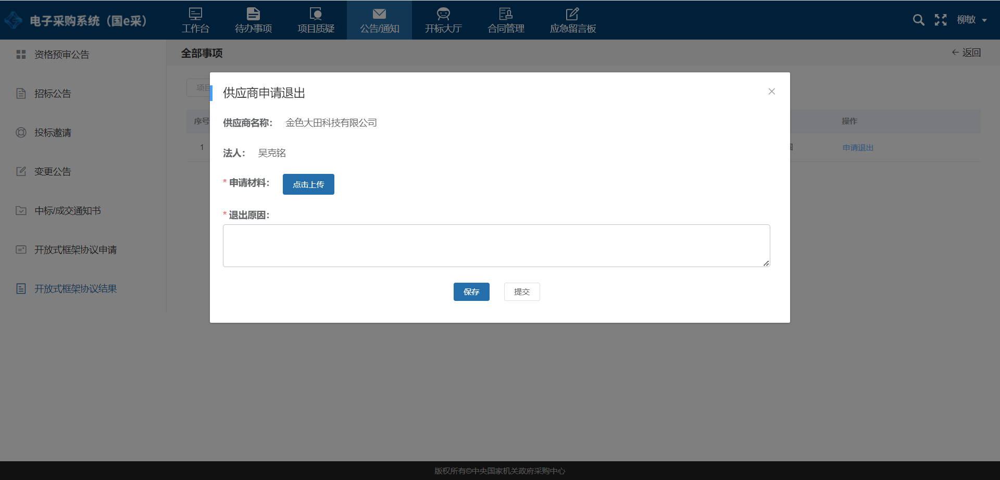 电子采购系统（国e采）
工作台 待办事项 项目质疑 公告/通知 开标大厅 合同管理 应急留言板
柳敏
资格预审公告
招标公告
投标邀请
变更公告
中标/成交通知书
开放式框架协议申请
开放式框架协议结果
全部事项
返回
项目
序号 操作
1 申请退出
供应商申请退出
供应商名称： 金色大田科技有限公司
法人： 吴克铭
* 申请材料： 点击上传
* 退出原因：
保存 提交
版权所有©中央国家机关政府采购中心